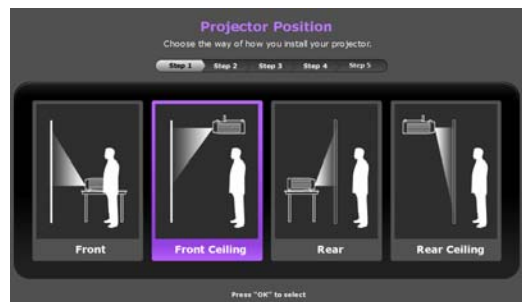 Projector Position
Choose the way of how you install your projector.
Step 1 Step 2 Step 3 Step 4 Step 5
Front Front Ceiling Rear Rear Ceiling
Press "OK" to select